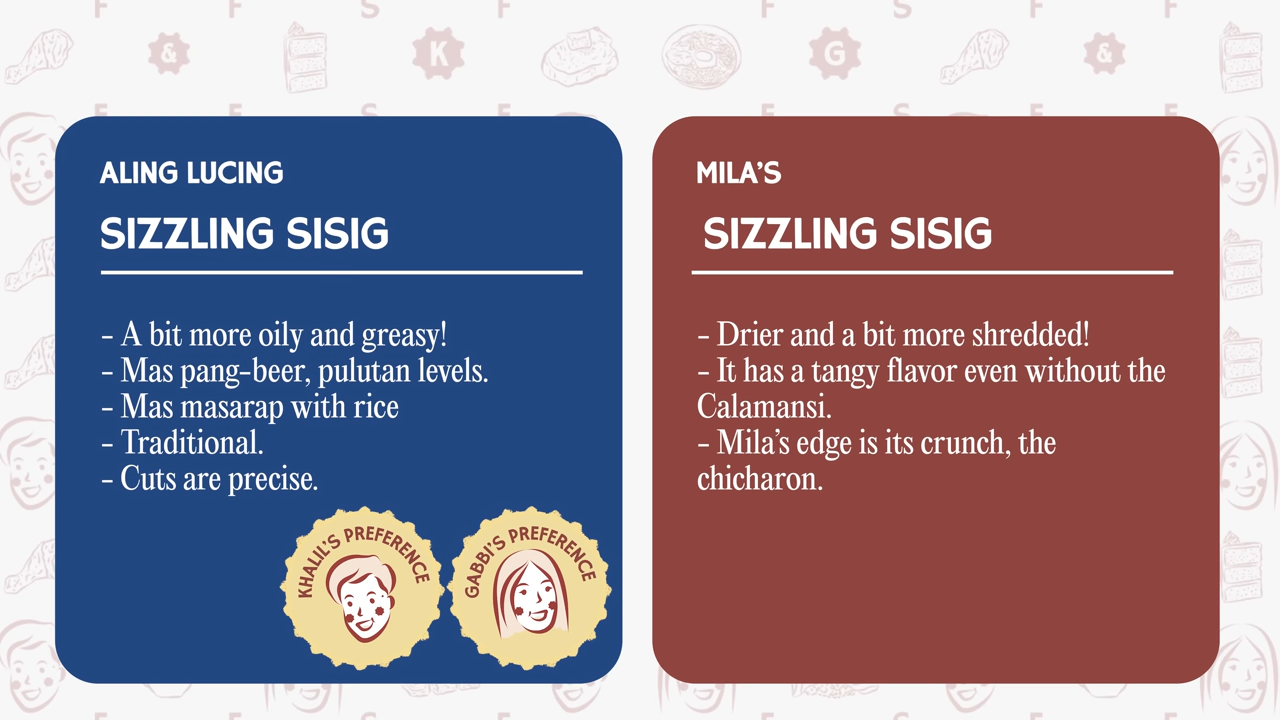 F F S F F S F F
& K G &
F F S F F S F F
ALING LUCING
SIZZLING SISIG
- A bit more oily and greasy!
- Mas pang-beer, pulutan levels.
- Mas masarap with rice
- Traditional.
- Cuts are precise.
KHALIL'S PREFERENCE
GABBI'S PREFERENCE
MILA'S
SIZZLING SISIG
- Drier and a bit more shredded!
- It has a tangy flavor even without the
Calamansi.
- Mila's edge is its crunch, the
chicharon.